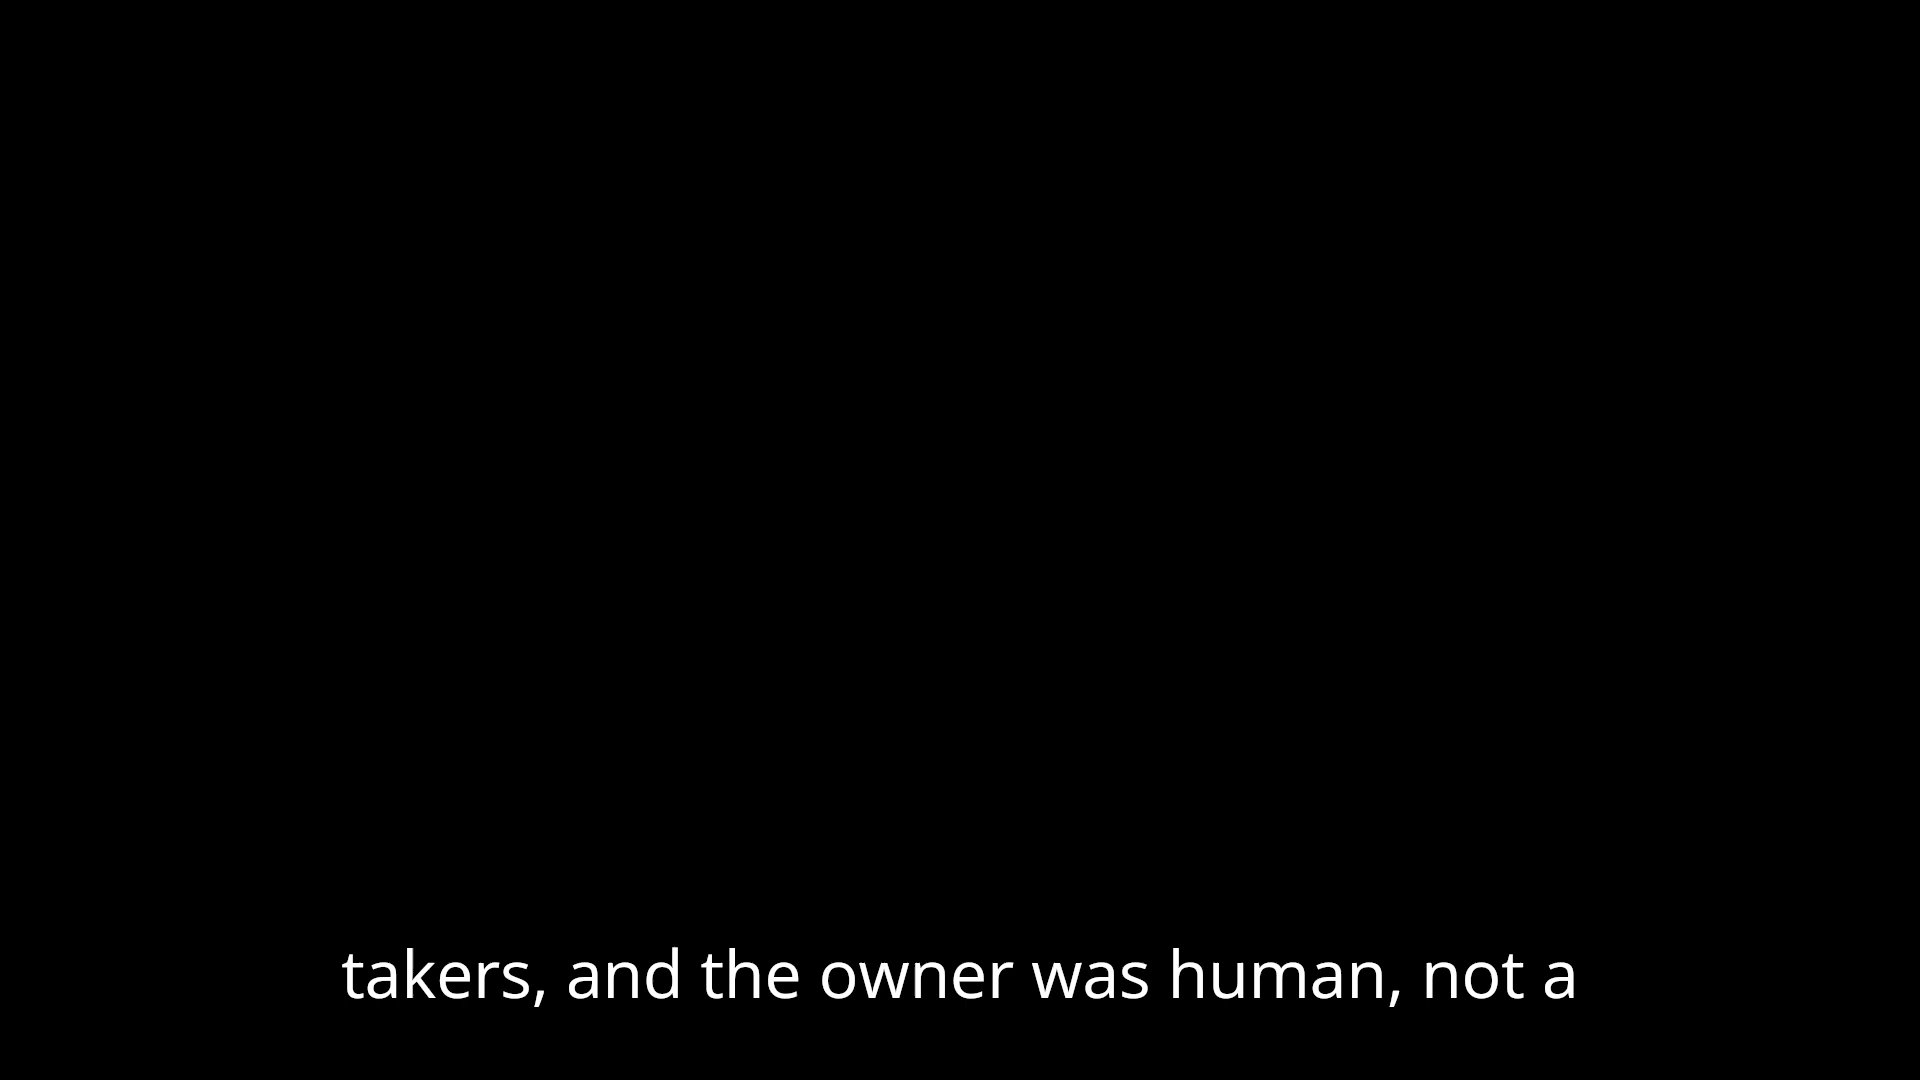 takers, and the owner was human, not a